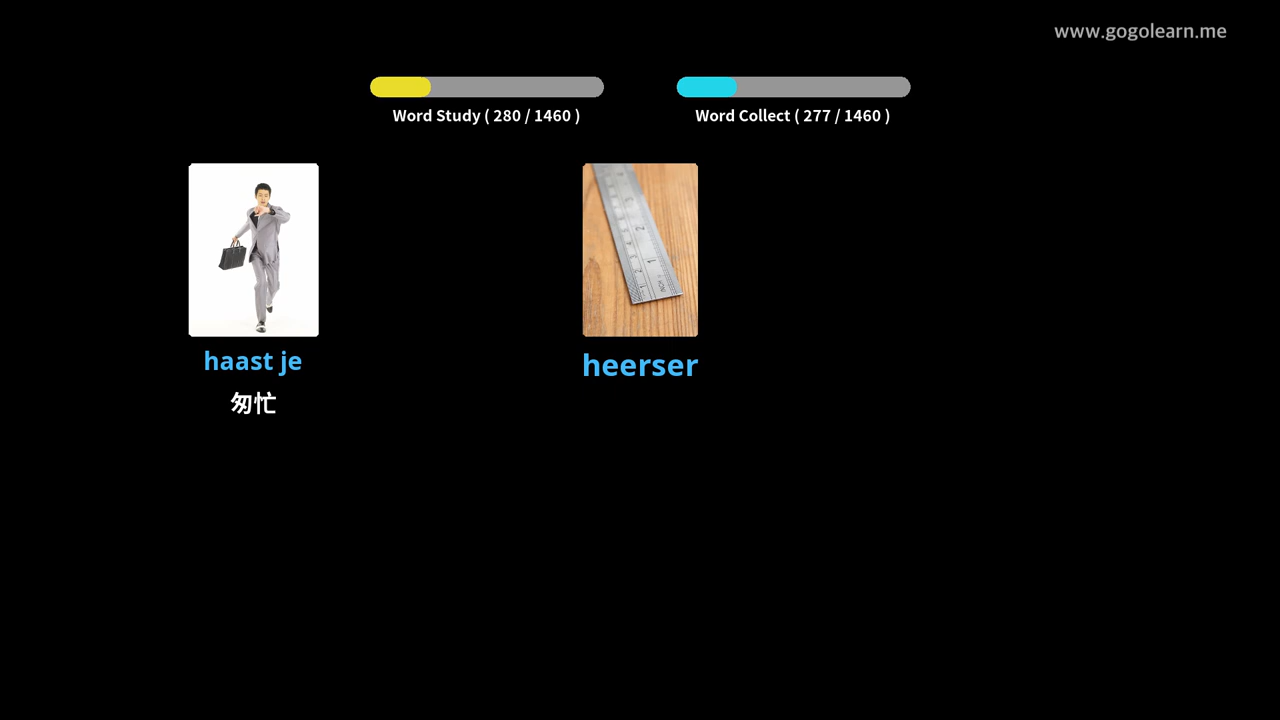 www.gogolearn.me
Word Study ( 280 / 1460 )
Word Collect ( 277 / 1460 )
haast je
匆忙
heerser